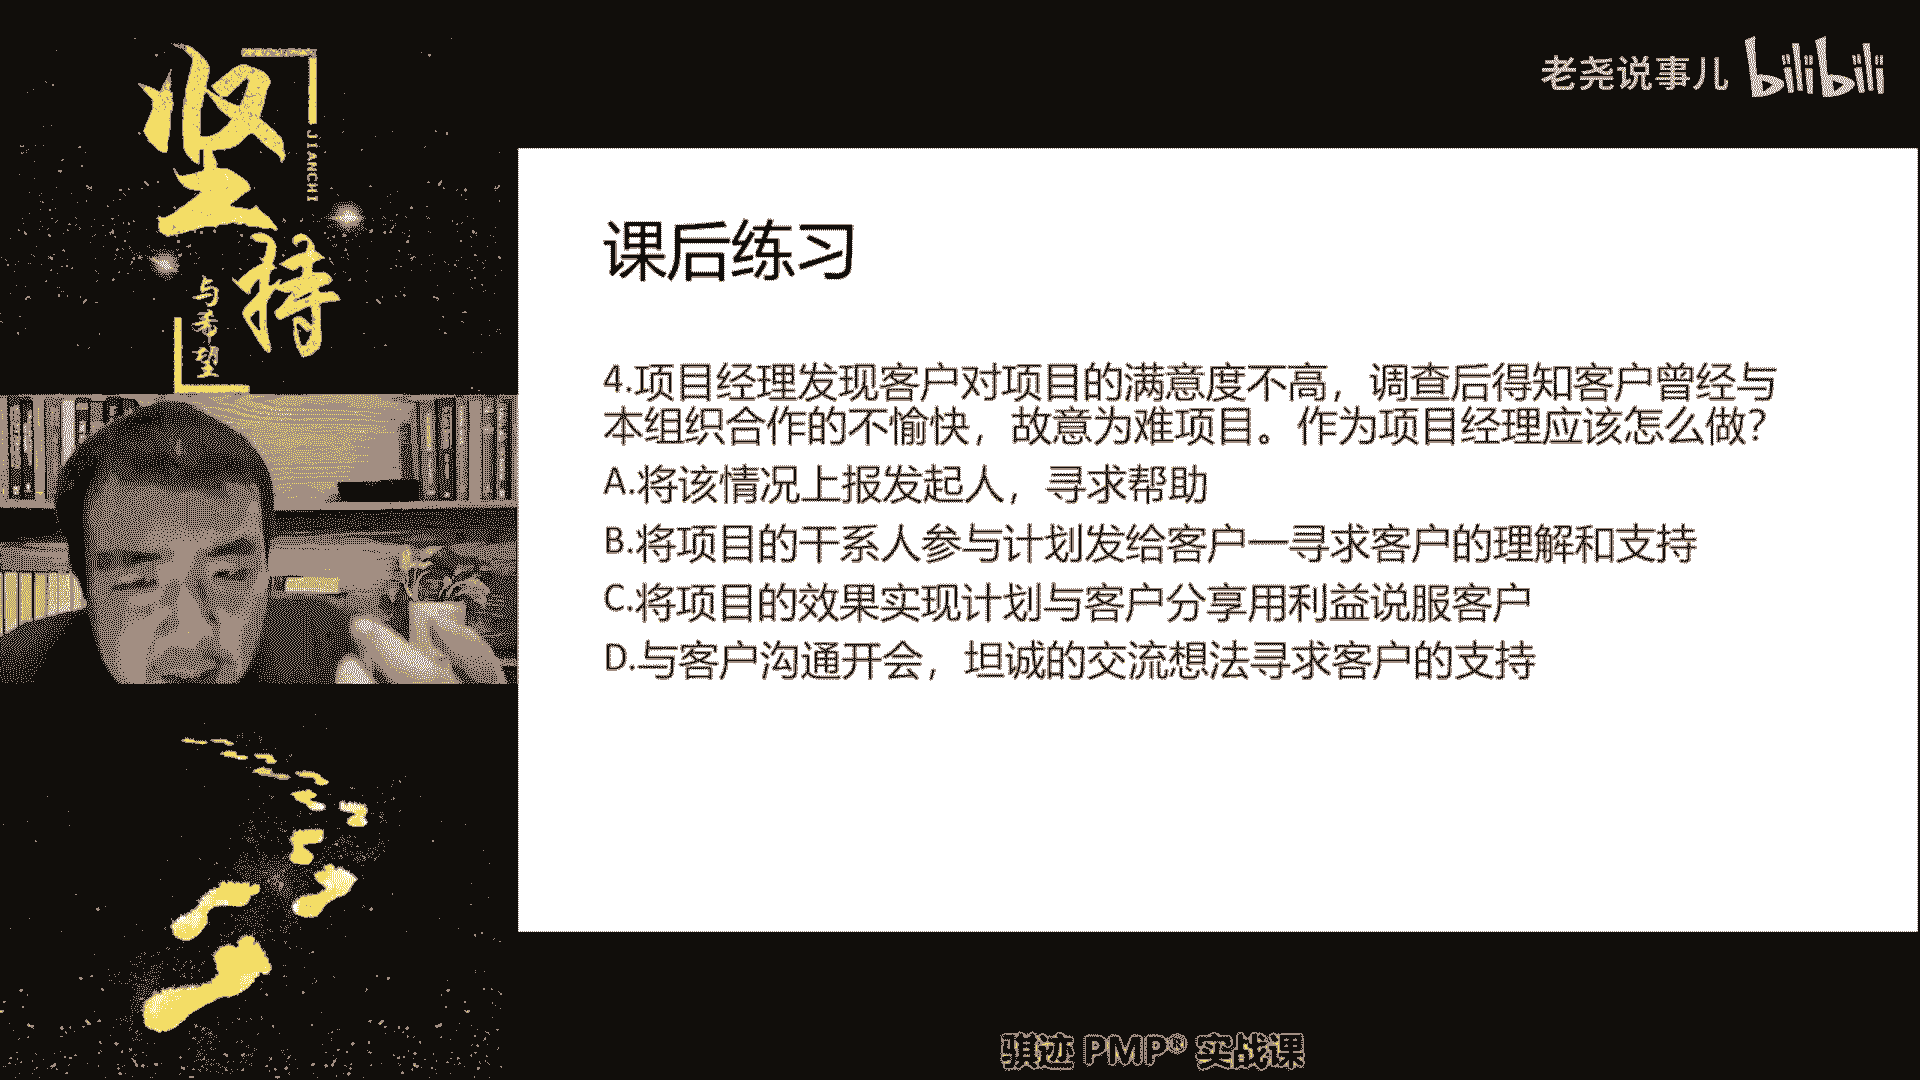 坚持
JIANCHI
与希望
老尧说事儿 bilibili
课后练习
4.项目经理发现客户对项目的满意度不高，调查后得知客户曾经与
本组织合作的不愉快，故意为难项目。作为项目经理应该怎么做？
A.将该情况上报发起人，寻求帮助
B.将项目的干系人参与计划发给客户一寻求客户的理解和支持
C.将项目的效果实现计划与客户分享用利益说服客户
D.与客户沟通开会，坦诚的交流想法寻求客户的支持
骐迹 PMP® 实战课